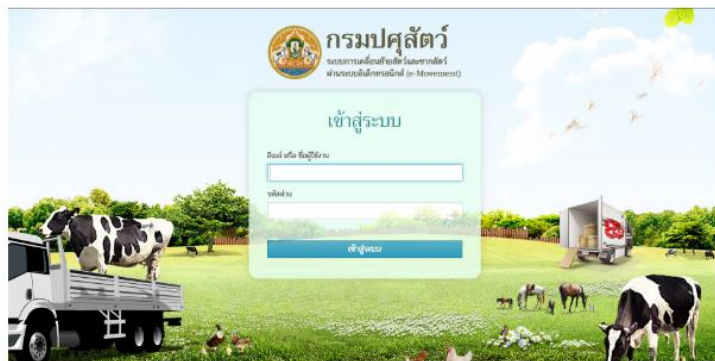 กรมปศุสัตว์
ระบบการเคลื่อนย้ายสัตว์และซากสัตว์
ผ่านระบบอิเล็กทรอนิกส์ (e-Movement)
เข้าสู่ระบบ
อีเมล์ หรือ ชื่อผู้ใช้งาน
รหัสผ่าน
เข้าสู่ระบบ